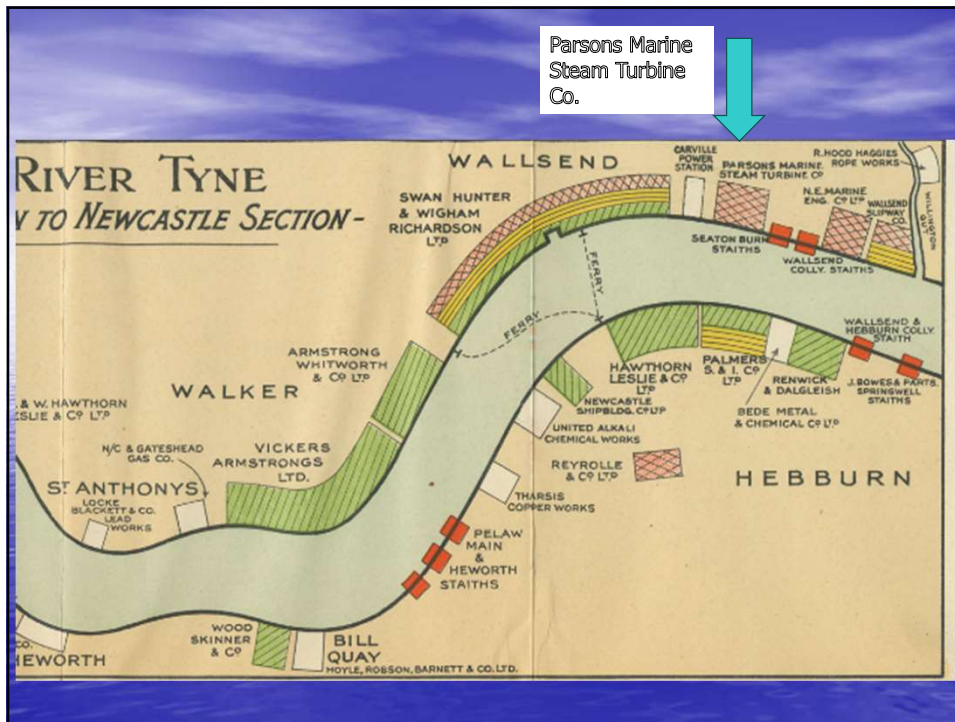 Parsons Marine
Steam Turbine
Co.
RIVER TYNE
TO NEWCASTLE SECTION -
WALLSEND
CARVILLE
POWER
STATION
PARSONS MARINE
STEAM TURBINE CO
R. HOOD HAGGIES
ROPE WORKS
N.E. MARINE
ENG. CO LTD
WALLSEND
SLIPWAY
CO.
WILLINGTON
GUT
SWAN HUNTER
& WIGHAM
RICHARDSON
LTD
SEATON BURN
STAITHS
WALLSEND
COLLY. STAITHS
FERRY
FERRY
WALLSEND &
HEBBURN COLLY.
STAITH
ARMSTRONG
WHITWORTH
& CO LTD
HAWTHORN
LESLIE & CO
LTD
PALMERS
S. & I. CO
LTD
RENWICK
& DALGLEISH
J. BOWES & PARTS.
SPRINGWELL
STAITHS
WALKER
NEWCASTLE
SHIPBLDG. CO LTD
BEDE METAL
& CHEMICAL CO LTD
& W. HAWTHORN
LESLIE & CO LTD
UNITED ALKALI
CHEMICAL WORKS
N/C & GATESHEAD
GAS CO.
VICKERS
ARMSTRONGS
LTD.
REYROLLE
& CO LTD
HEBBURN
ST ANTHONYS
LOCKE
BLACKETT & CO.
LEAD
WORKS
THARSIS
COPPER WORKS
PELAW
MAIN
&
HEWORTH
STAITHS
WOOD
SKINNER
& CO
BILL
QUAY
HOYLE, ROBSON, BARNETT & CO. LTD.
CO.
HEWORTH